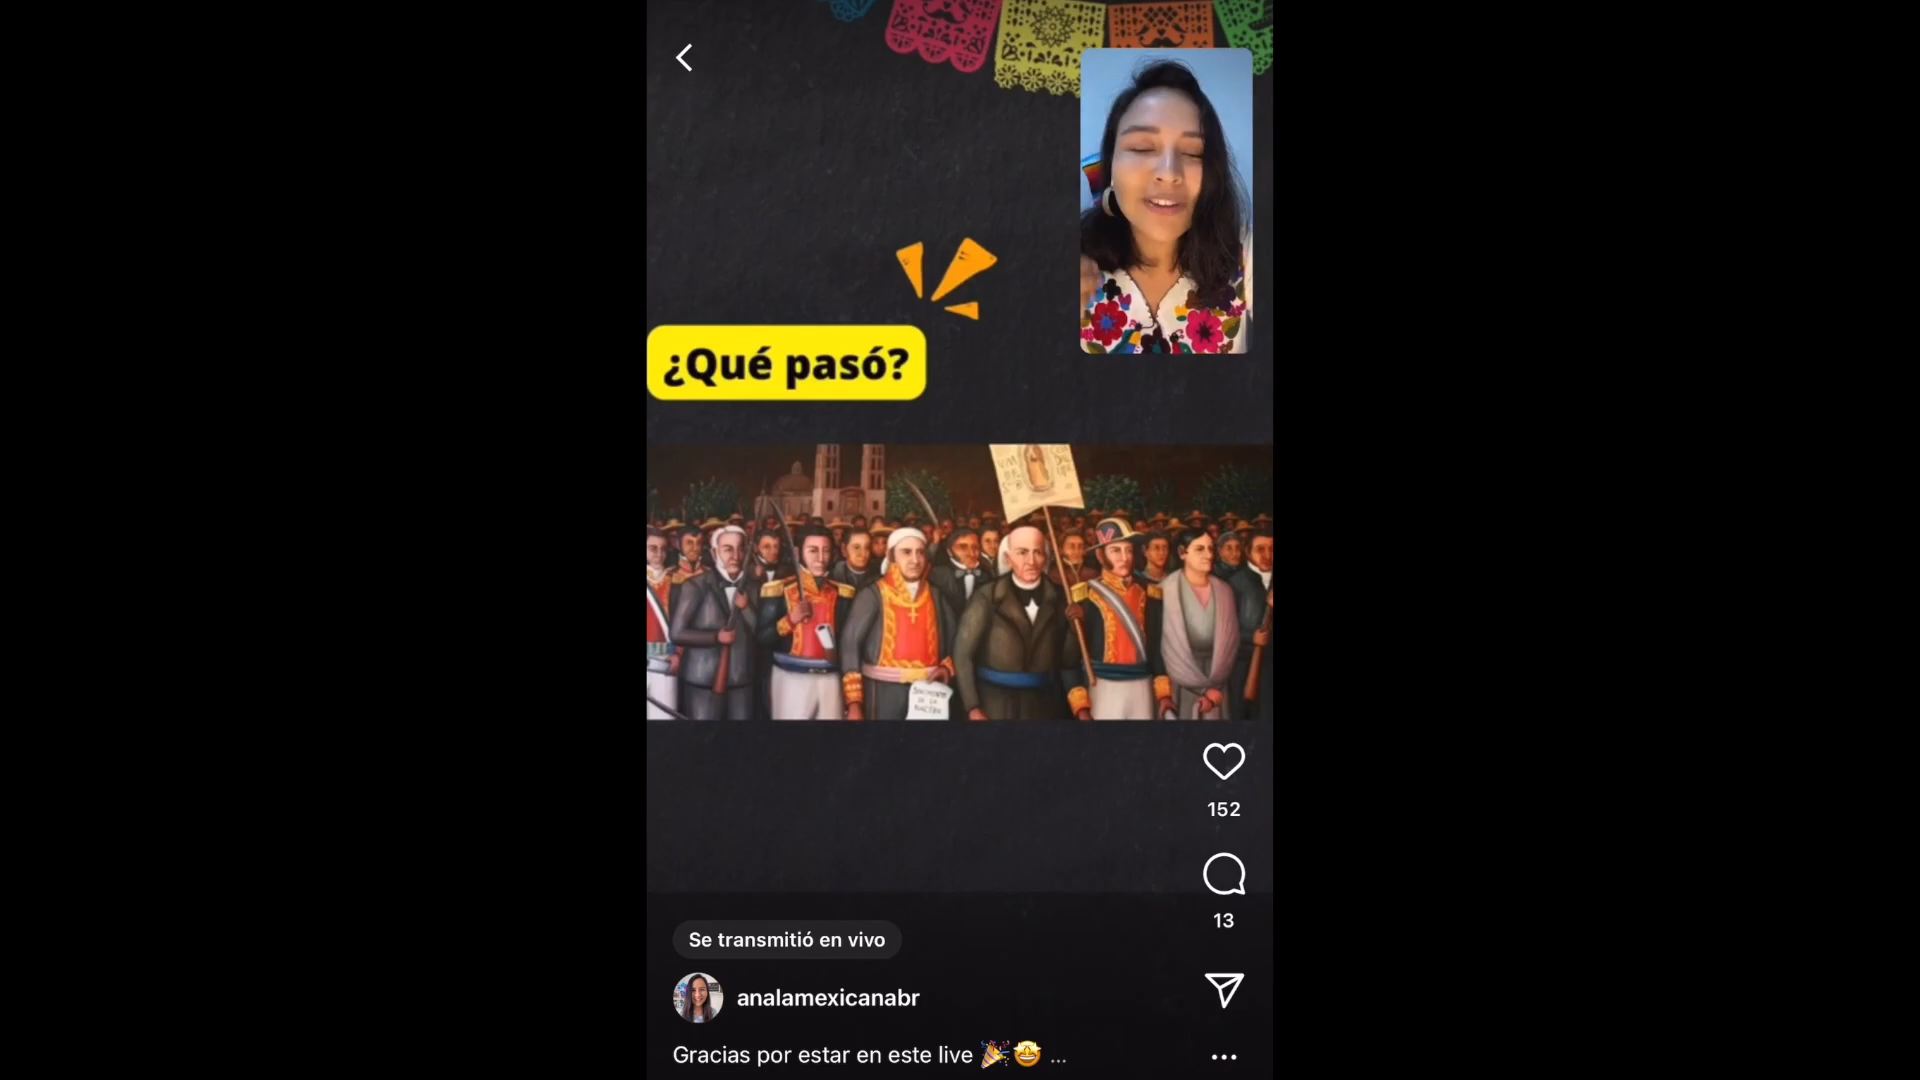 ¿Qué pasó?
152
13
Se transmitió en vivo
analamexicanabr
Gracias por estar en este live 🎉🤩 ...